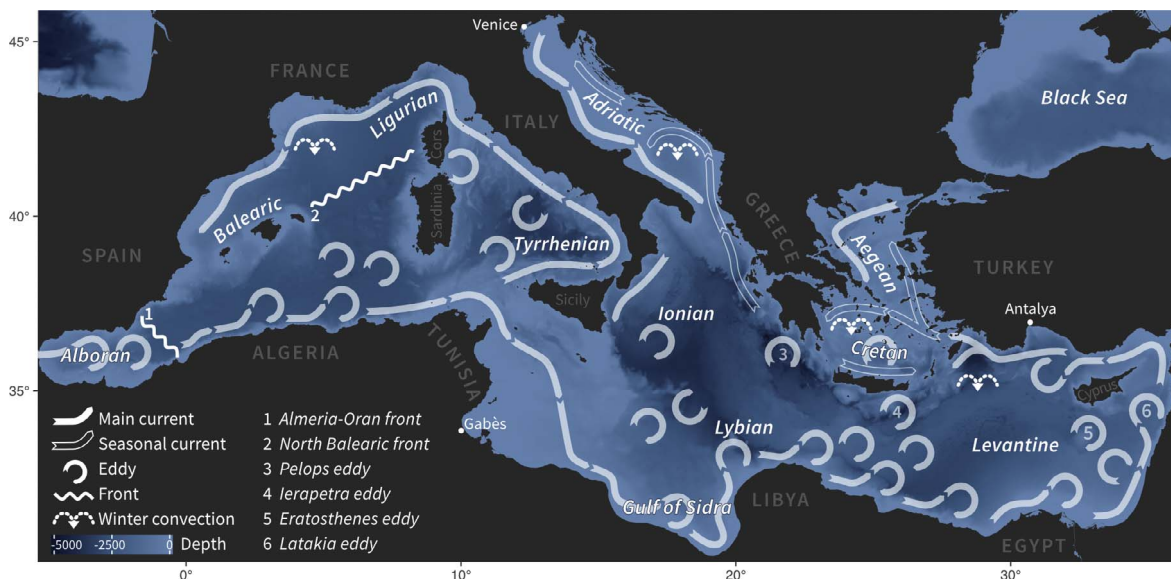 45°
40°
35°
0°
10°
20°
30°
Venice
FRANCE
Ligurian
Cors
ITALY
Adriatic
Black Sea
2
Balearic
Sardinia
Tyrrhenian
GREECE
Aegean
SPAIN
TURKEY
Sicily
Ionian
Antalya
1
Alboran
ALGERIA
TUNISIA
3
Cretan
Cyprus
Gabès
Lybian
4
Levantine
5
6
Gulf of Sidra
LIBYA
EGYPT
Main current
Seasonal current
Eddy
Front
Winter convection
-5000 -2500 0 Depth
1 Almeria-Oran front
2 North Balearic front
3 Pelops eddy
4 Ierapetra eddy
5 Eratosthenes eddy
6 Latakia eddy